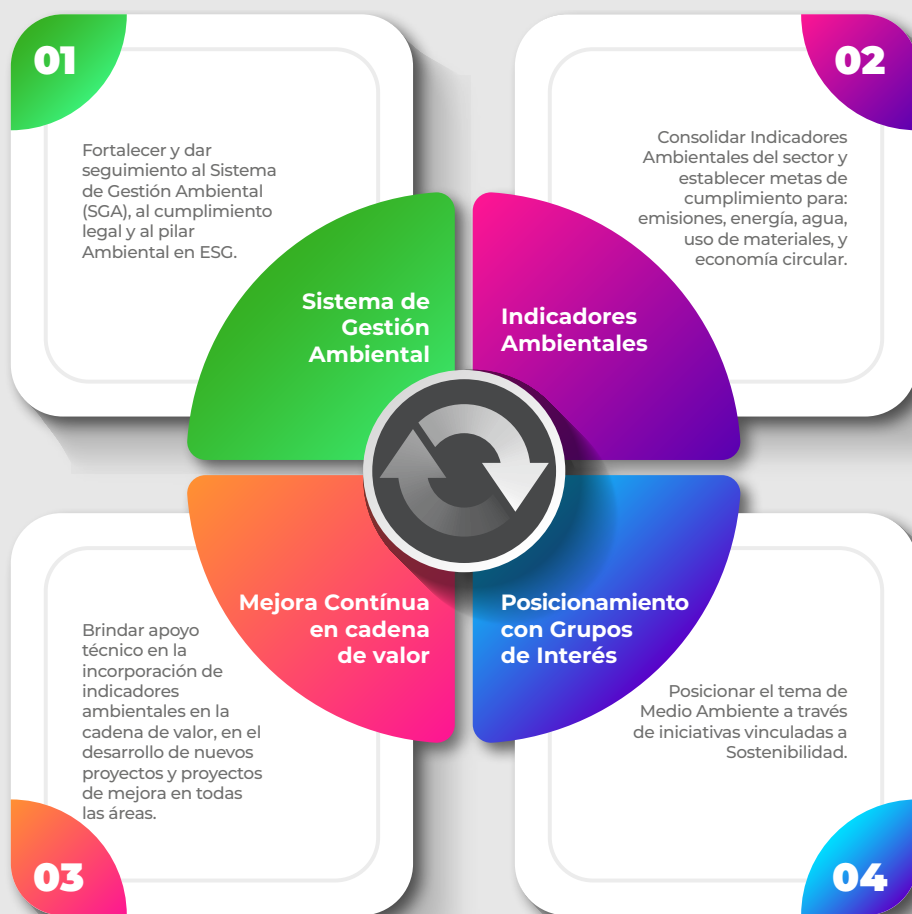 01
Fortalecer y dar
seguimiento al Sistema
de Gestión Ambiental
(SGA), al cumplimiento
legal y al pilar
Ambiental en ESG.
Sistema de
Gestión
Ambiental
02
Consolidar Indicadores
Ambientales del sector y
establecer metas de
cumplimiento para:
emisiones, energía, agua,
uso de materiales, y
economía circular.
Indicadores
Ambientales
Mejora Contínua
en cadena
de valor
Brindar apoyo
técnico en la
incorporación de
indicadores
ambientales en la
cadena de valor, en el
desarrollo de nuevos
proyectos y proyectos
de mejora en todas
las áreas.
03
Posicionamiento
con Grupos
de Interés
Posicionar el tema de
Medio Ambiente a través
de iniciativas vinculadas a
Sostenibilidad.
04